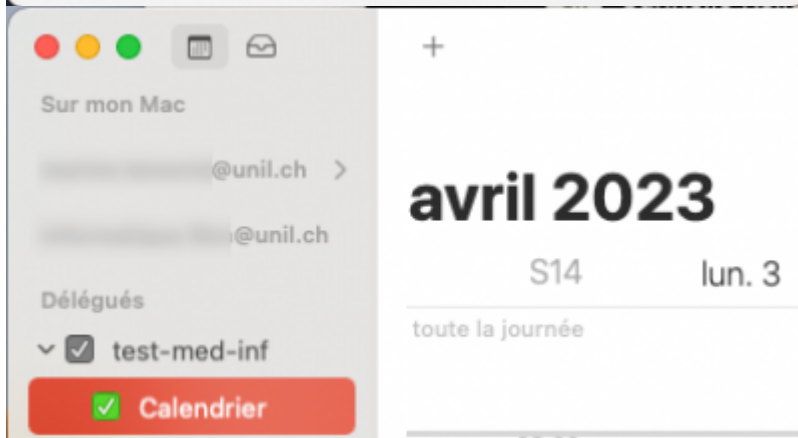 Sur mon Mac
@unil.ch
@unil.ch
Délégués
test-med-inf
Calendrier
avril 2023
S14 lun. 3
toute la journée